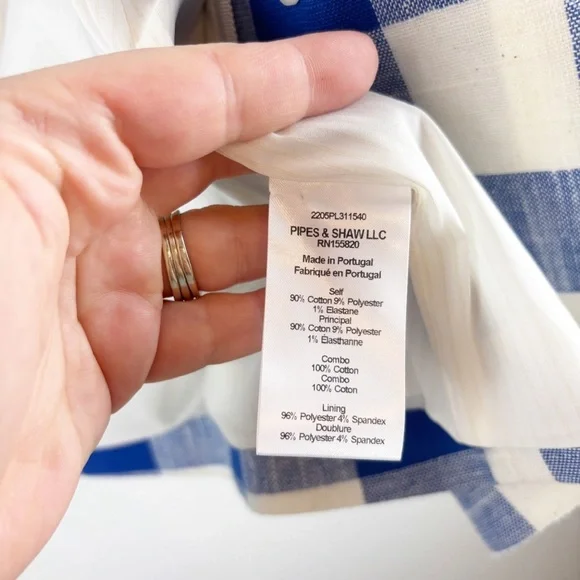 2205PL311540
PIPES & SHAW LLC
RN155820
Made in Portugal
Fabriqué en Portugal
Self
90% Cotton 9% Polyester
1% Elastane
Principal
90% Coton 9% Polyester
1% Élasthanne
Combo
100% Cotton
Combo
100% Coton
Lining
96% Polyester 4% Spandex
Doublure
96% Polyester 4% Spandex